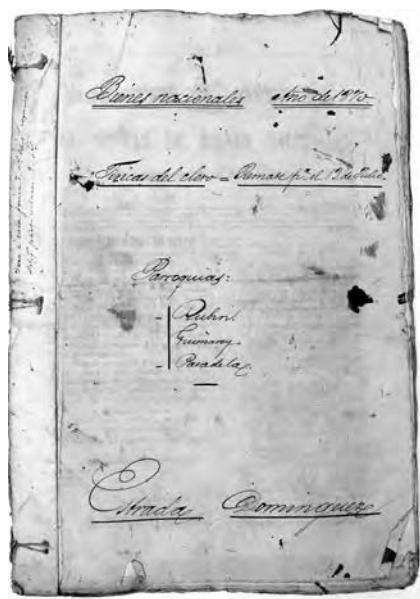 Bienes nacionales Año de 1870.
Fincas del clero = Remate pª el 13 de Julio
Parroquias:
Rubin.
Guimarey.
Paradela.
Estrada Dominguez